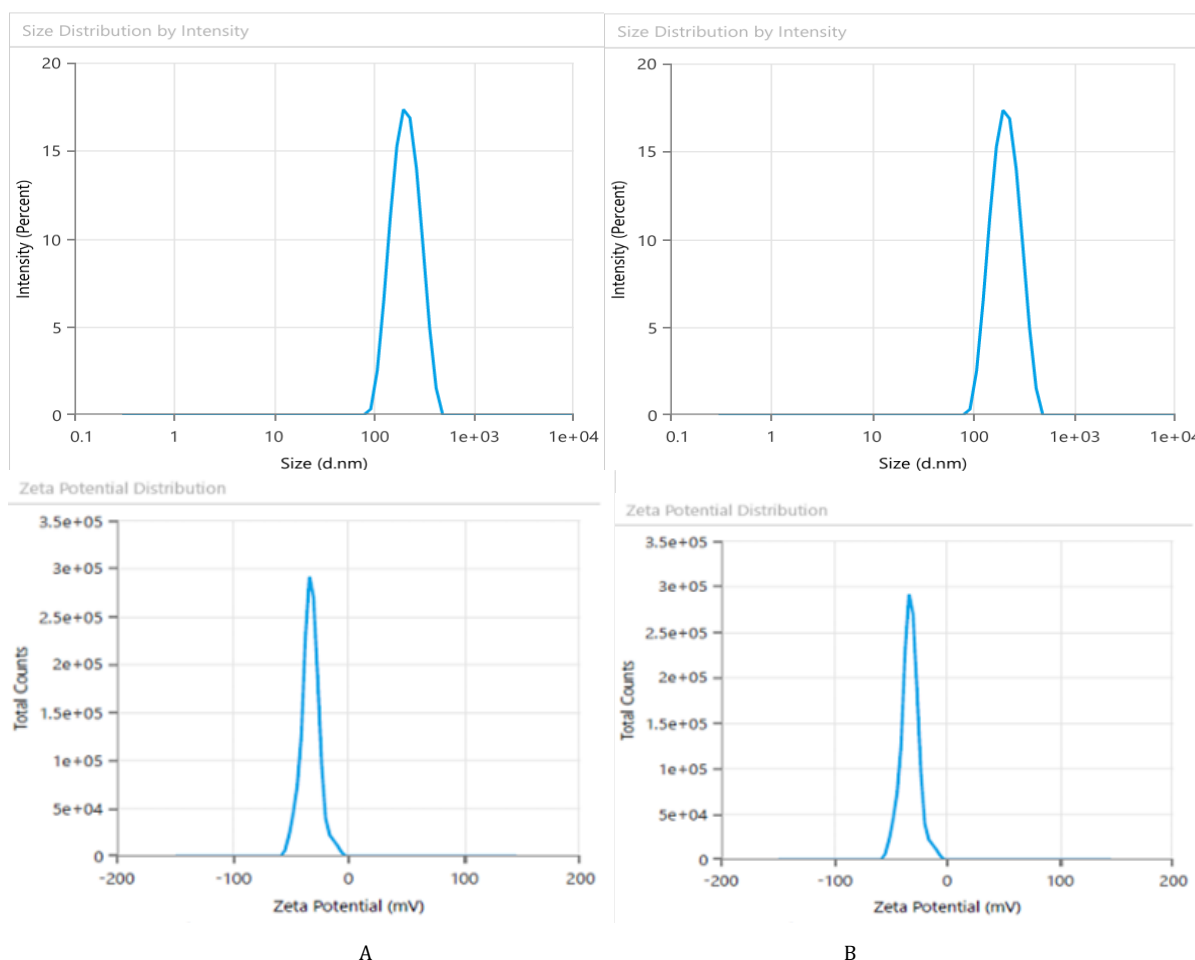 Size Distribution by Intensity
20
15
10
5
0
Intensity (Percent)
0.1 1 10 100 1e+03 1e+04
Size (d.nm)
Size Distribution by Intensity
20
15
10
5
0
Intensity (Percent)
0.1 1 10 100 1e+03 1e+04
Size (d.nm)
Zeta Potential Distribution
3.5e+05
3e+05
2.5e+05
2e+05
1.5e+05
1e+05
5e+04
0
Total Counts
-200 -100 0 100 200
Zeta Potential (mV)
Zeta Potential Distribution
3.5e+05
3e+05
2.5e+05
2e+05
1.5e+05
1e+05
5e+04
0
Total Counts
-200 -100 0 100 200
Zeta Potential (mV)
A B